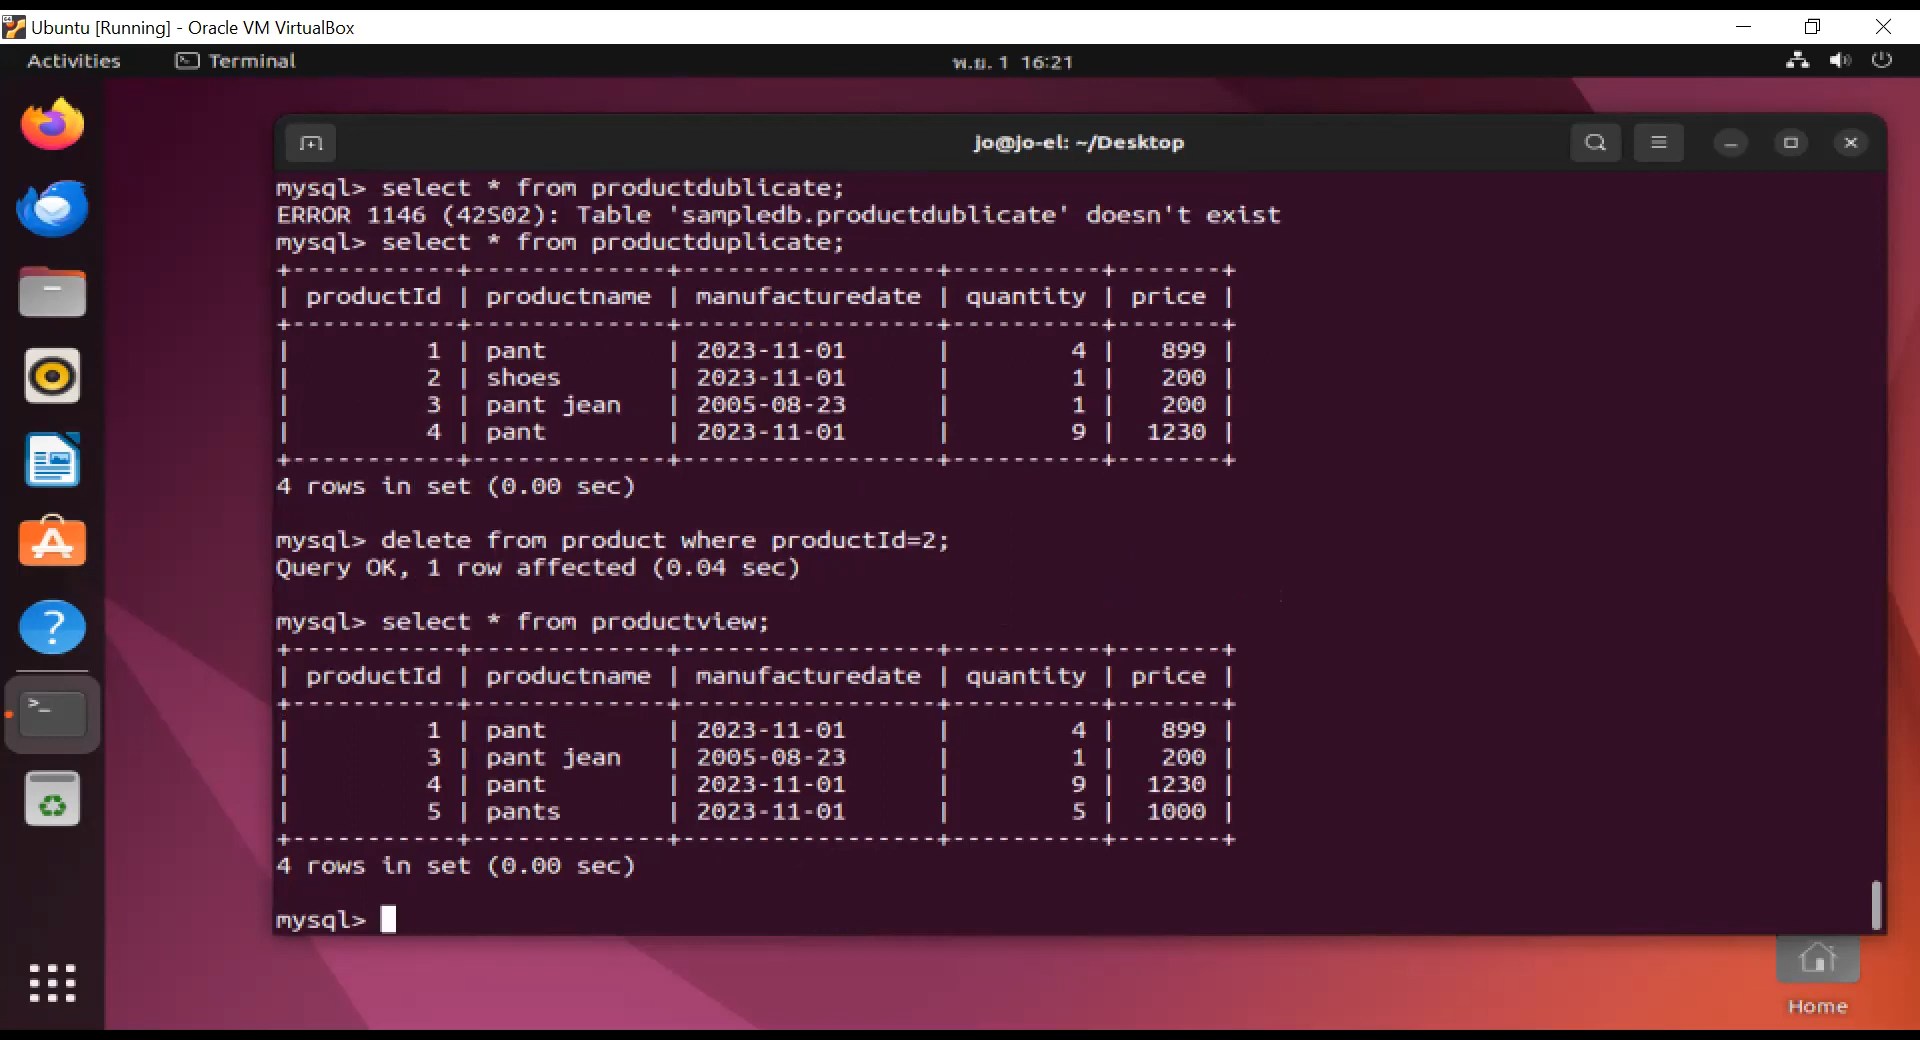 Ubuntu [Running] - Oracle VM VirtualBox
Activities Terminal พ.ย. 1 16:21
jo@jo-el: ~/Desktop
mysql> select * from productdublicate;
ERROR 1146 (42S02): Table 'sampledb.productdublicate' doesn't exist
mysql> select * from productduplicate;
+-----------+-------------+-----------------+----------+-------+
| productId | productname | manufacturedate | quantity | price |
+-----------+-------------+-----------------+----------+-------+
|         1 | pant        | 2023-11-01      |        4 |   899 |
|         2 | shoes       | 2023-11-01      |        1 |   200 |
|         3 | pant jean   | 2005-08-23      |        1 |   200 |
|         4 | pant        | 2023-11-01      |        9 |  1230 |
+-----------+-------------+-----------------+----------+-------+
4 rows in set (0.00 sec)
mysql> delete from product where productId=2;
Query OK, 1 row affected (0.04 sec)
mysql> select * from productview;
+-----------+-------------+-----------------+----------+-------+
| productId | productname | manufacturedate | quantity | price |
+-----------+-------------+-----------------+----------+-------+
|         1 | pant        | 2023-11-01      |        4 |   899 |
|         3 | pant jean   | 2005-08-23      |        1 |   200 |
|         4 | pant        | 2023-11-01      |        9 |  1230 |
|         5 | pants       | 2023-11-01      |        5 |  1000 |
+-----------+-------------+-----------------+----------+-------+
4 rows in set (0.00 sec)
mysql>
Home